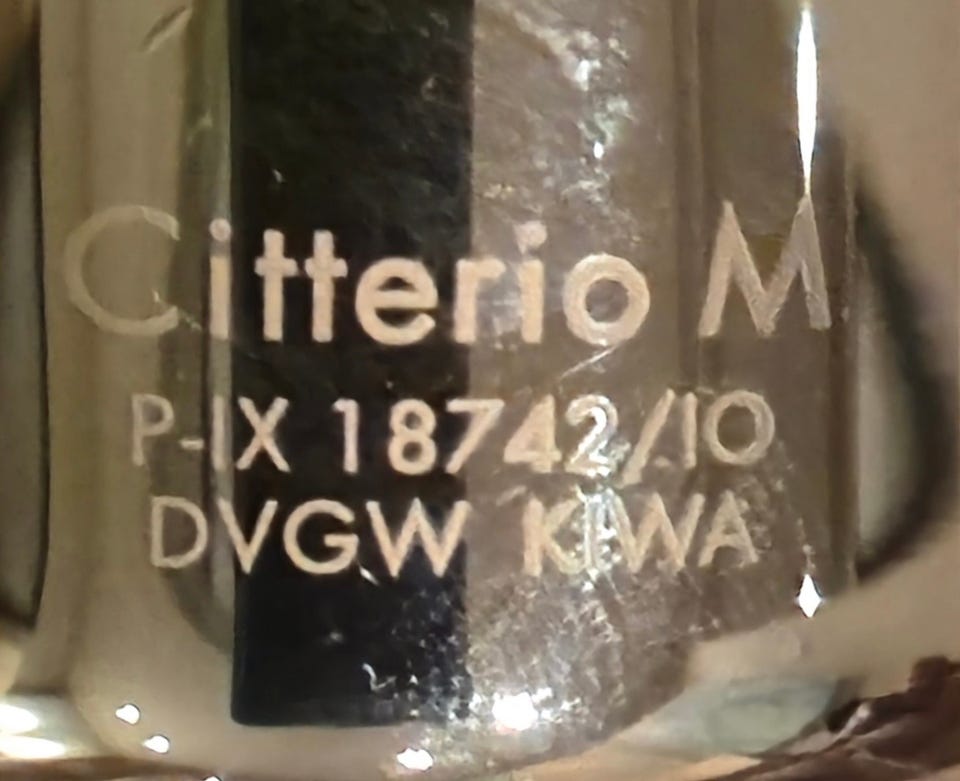 Citterio M
P-IX 18742/IO
DVGW KIWA